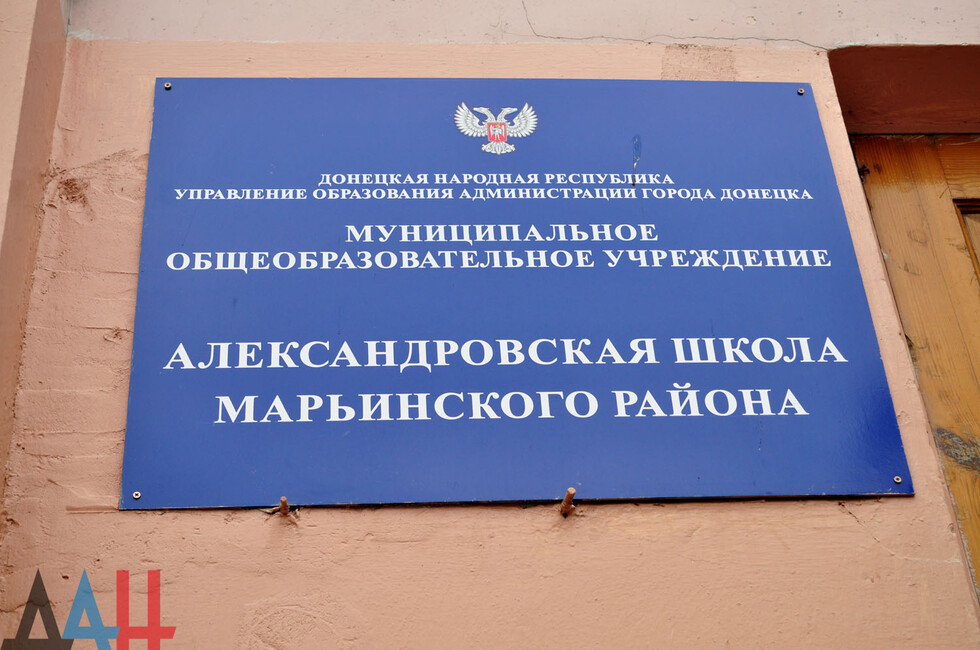 ДОНЕЦКАЯ НАРОДНАЯ РЕСПУБЛИКА
УПРАВЛЕНИЕ ОБРАЗОВАНИЯ АДМИНИСТРАЦИИ ГОРОДА ДОНЕЦКА
МУНИЦИПАЛЬНОЕ
ОБЩЕОБРАЗОВАТЕЛЬНОЕ УЧРЕЖДЕНИЕ
АЛЕКСАНДРОВСКАЯ ШКОЛА
МАРЬИНСКОГО РАЙОНА
ДАН